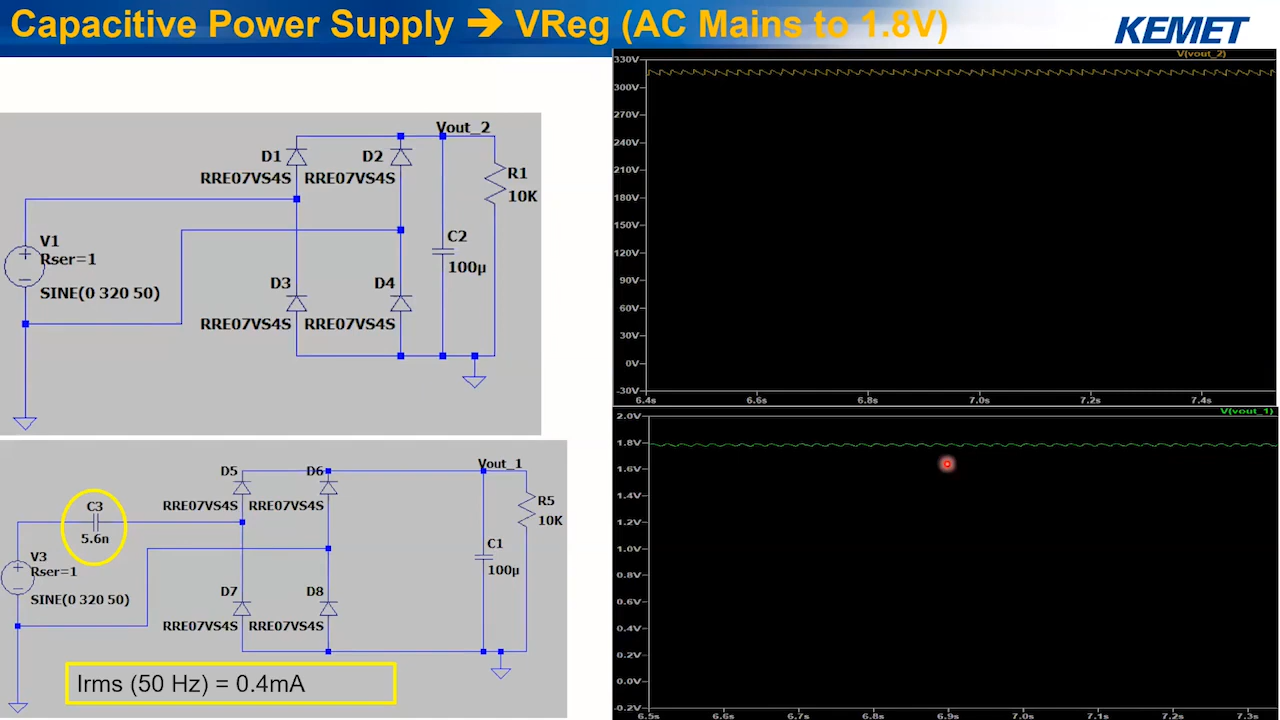 Capacitive Power Supply ➔ VReg (AC Mains to 1.8V)
KEMET
Vout_2
D1
D2
RRE07VS4S
RRE07VS4S
R1
10K
V1
Rser=1
SINE(0 320 50)
C2
100µ
D3
D4
RRE07VS4S
RRE07VS4S
V(vout_2)
330V
300V
270V
240V
210V
180V
150V
120V
90V
60V
30V
0V
-30V
6.4s
6.6s
6.8s
7.0s
7.2s
7.4s
Vout_1
D5
D6
RRE07VS4S
RRE07VS4S
R5
10K
C3
5.6n
V3
Rser=1
SINE(0 320 50)
C1
100µ
D7
D8
RRE07VS4S
RRE07VS4S
Irms (50 Hz) = 0.4mA
V(vout_1)
2.0V
1.8V
1.6V
1.4V
1.2V
1.0V
0.8V
0.6V
0.4V
0.2V
0.0V
-0.2V
6.5s
6.6s
6.7s
6.8s
6.9s
7.0s
7.1s
7.2s
7.3s